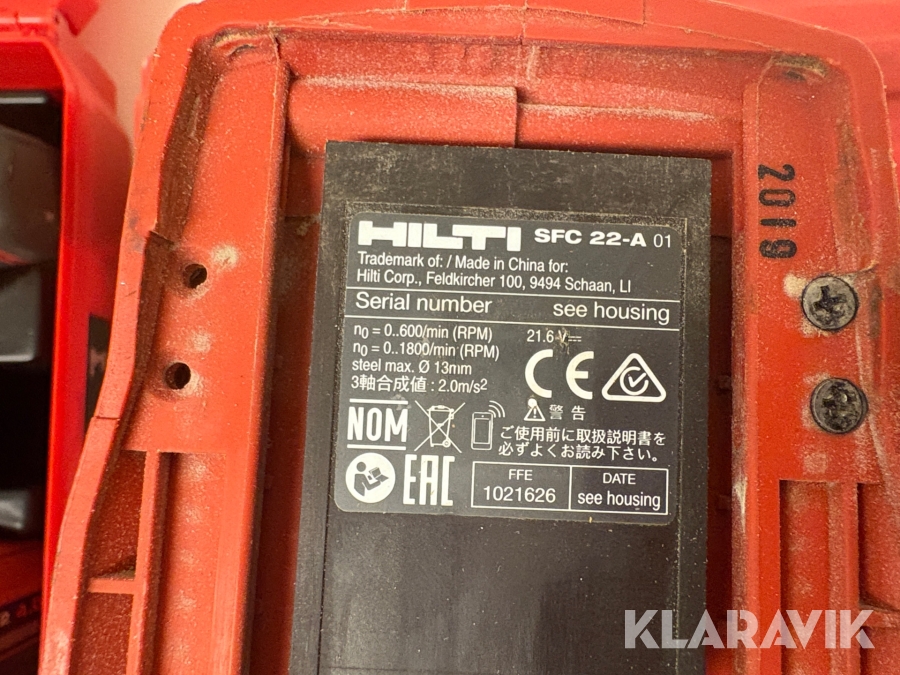 HILTI SFC 22-A 01
Trademark of: / Made in China for:
Hilti Corp., Feldkircher 100, 9494 Schaan, LI
Serial number see housing
n0 = 0..600/min (RPM) 21.6 V
n0 = 0..1800/min (RPM)
steel max. Ø 13mm
3軸合成値 : 2.0m/s²
CE
NOM
警告
ご使用前に取扱説明書を
必ずよくお読み下さい。
EAC
FFE
1021626
DATE
see housing
2019
KLARAVIK